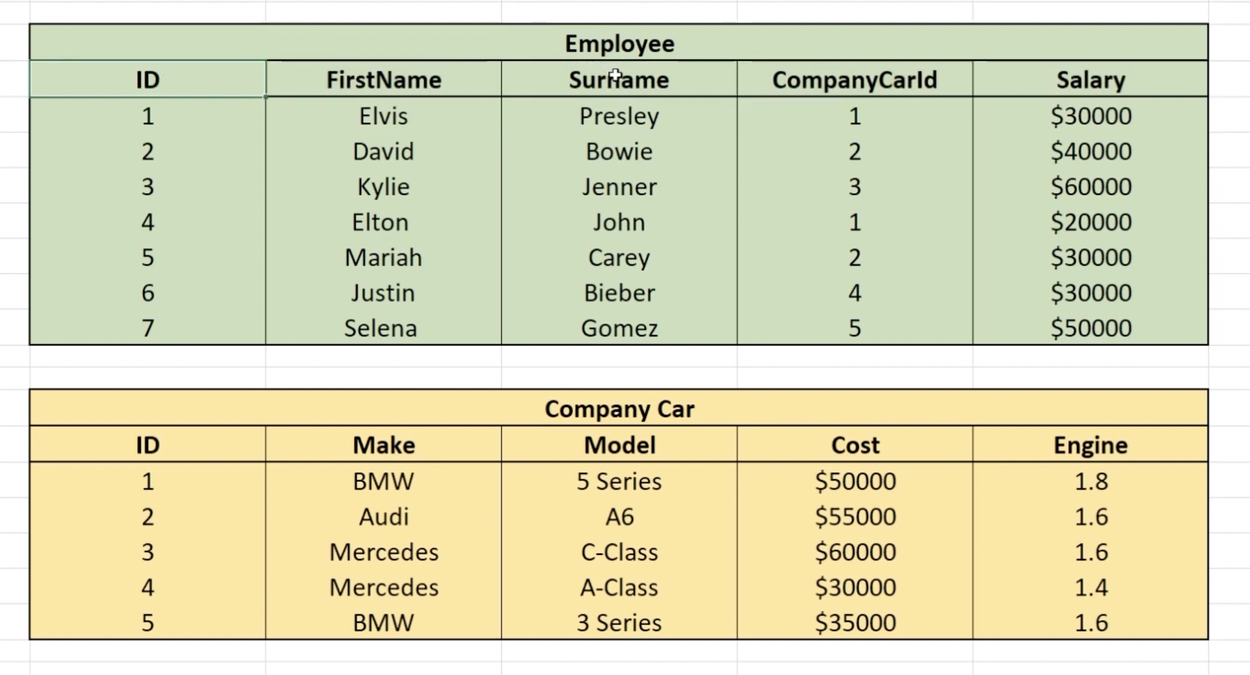 Employee
ID FirstName Surname CompanyCarId Salary
1 Elvis Presley 1 $30000
2 David Bowie 2 $40000
3 Kylie Jenner 3 $60000
4 Elton John 1 $20000
5 Mariah Carey 2 $30000
6 Justin Bieber 4 $30000
7 Selena Gomez 5 $50000
Company Car
ID Make Model Cost Engine
1 BMW 5 Series $50000 1.8
2 Audi A6 $55000 1.6
3 Mercedes C-Class $60000 1.6
4 Mercedes A-Class $30000 1.4
5 BMW 3 Series $35000 1.6